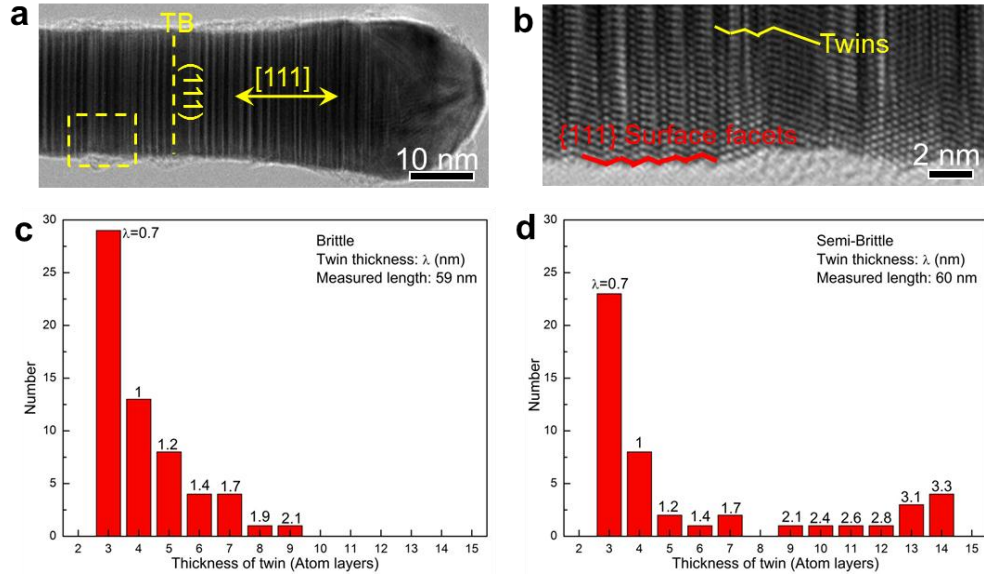 a
TB
(111)
[111]
10 nm
b
Twins
{111} Surface facets
2 nm
c
Number
30
25
20
15
10
5
0
λ=0.7
1
1.2
1.4
1.7
1.9
2.1
Brittle
Twin thickness: λ (nm)
Measured length: 59 nm
2 3 4 5 6 7 8 9 10 11 12 13 14 15
Thickness of twin (Atom layers)
d
Number
30
25
20
15
10
5
0
λ=0.7
1
1.2
1.4
1.7
2.1
2.4
2.6
2.8
3.1
3.3
Semi-Brittle
Twin thickness: λ (nm)
Measured length: 60 nm
2 3 4 5 6 7 8 9 10 11 12 13 14 15
Thickness of twin (Atom layers)